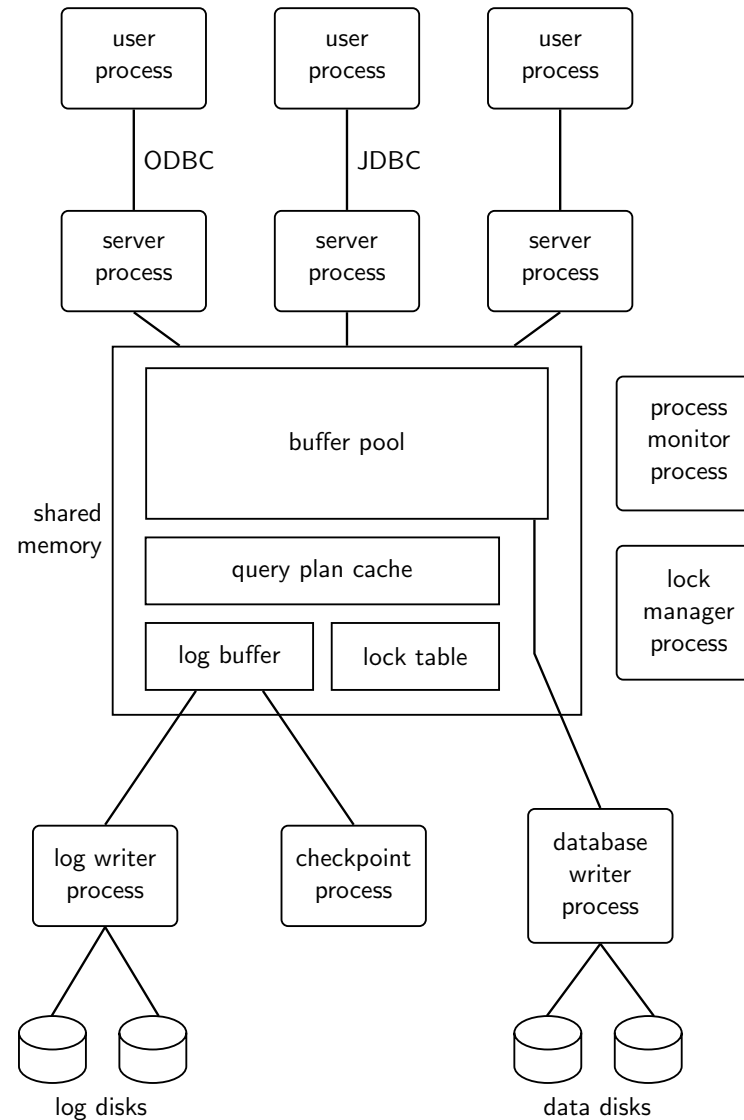 user
process
user
process
user
process
ODBC
JDBC
server
process
server
process
server
process
buffer pool
process
monitor
process
shared
memory
query plan cache
lock
manager
process
log buffer
lock table
log writer
process
checkpoint
process
database
writer
process
log disks
data disks